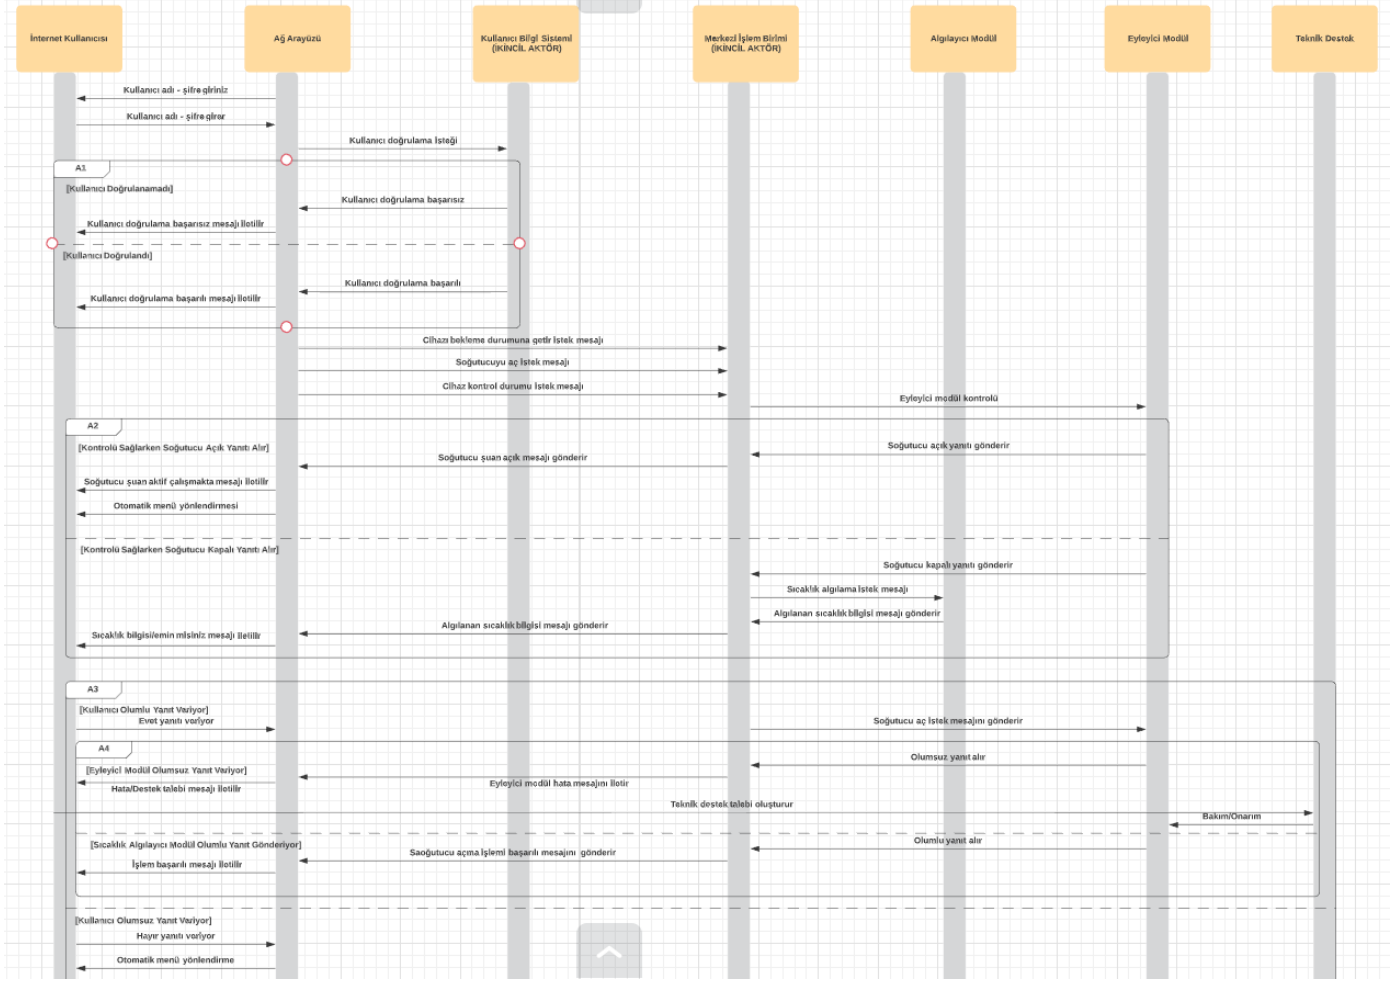 İnternet Kullanıcısı
Ağ Arayüzü
Kullanıcı Bilgi Sistemi
(İKİNCİL AKTÖR)
Merkezi İşlem Birimi
(İKİNCİL AKTÖR)
Algılayıcı Modül
Eyleyici Modül
Teknik Destek
Kullanıcı adı - şifre giriniz
Kullanıcı adı - şifre girer
Kullanıcı doğrulama isteği
A1
[Kullanıcı Doğrulanamadı]
Kullanıcı doğrulama başarısız
Kullanıcı doğrulama başarısız mesajı iletilir
[Kullanıcı Doğrulandı]
Kullanıcı doğrulama başarılı
Kullanıcı doğrulama başarılı mesajı iletilir
Cihazı bekleme durumuna getir istek mesajı
Soğutucuyu aç istek mesajı
Cihaz kontrol durumu istek mesajı
Eyleyici modül kontrolü
A2
[Kontrolü Sağlarken Soğutucu Açık Yanıtı Alır]
Soğutucu açık yanıtı gönderir
Soğutucu şuan açık mesajı gönderir
Soğutucu şuan aktif çalışmakta mesajı iletilir
Otomatik menü yönlendirmesi
[Kontrolü Sağlarken Soğutucu Kapalı Yanıtı Alır]
Soğutucu kapalı yanıtı gönderir
Sıcaklık algılama istek mesajı
Algılanan sıcaklık bilgisi mesajı gönderir
Algılanan sıcaklık bilgisi mesajı gönderir
Sıcaklık bilgisi/emin misiniz mesajı iletilir
A3
[Kullanıcı Olumlu Yanıt Veriyor]
Evet yanıtı veriyor
Soğutucu aç istek mesajını gönderir
A4
Olumsuz yanıt alır
[Eyleyici Modül Olumsuz Yanıt Veriyor]
Eyleyici modül hata mesajını iletir
Hata/Destek talebi mesajı iletilir
Teknik destek talebi oluşturur
Bakım/Onarım
[Sıcaklık Algılayıcı Modül Olumlu Yanıt Gönderiyor]
Olumlu yanıt alır
Saoğutucu açma işlemi başarılı mesajını gönderir
İşlem başarılı mesajı iletilir
[Kullanıcı Olumsuz Yanıt Veriyor]
Hayır yanıtı veriyor
Otomatik menü yönlendirme